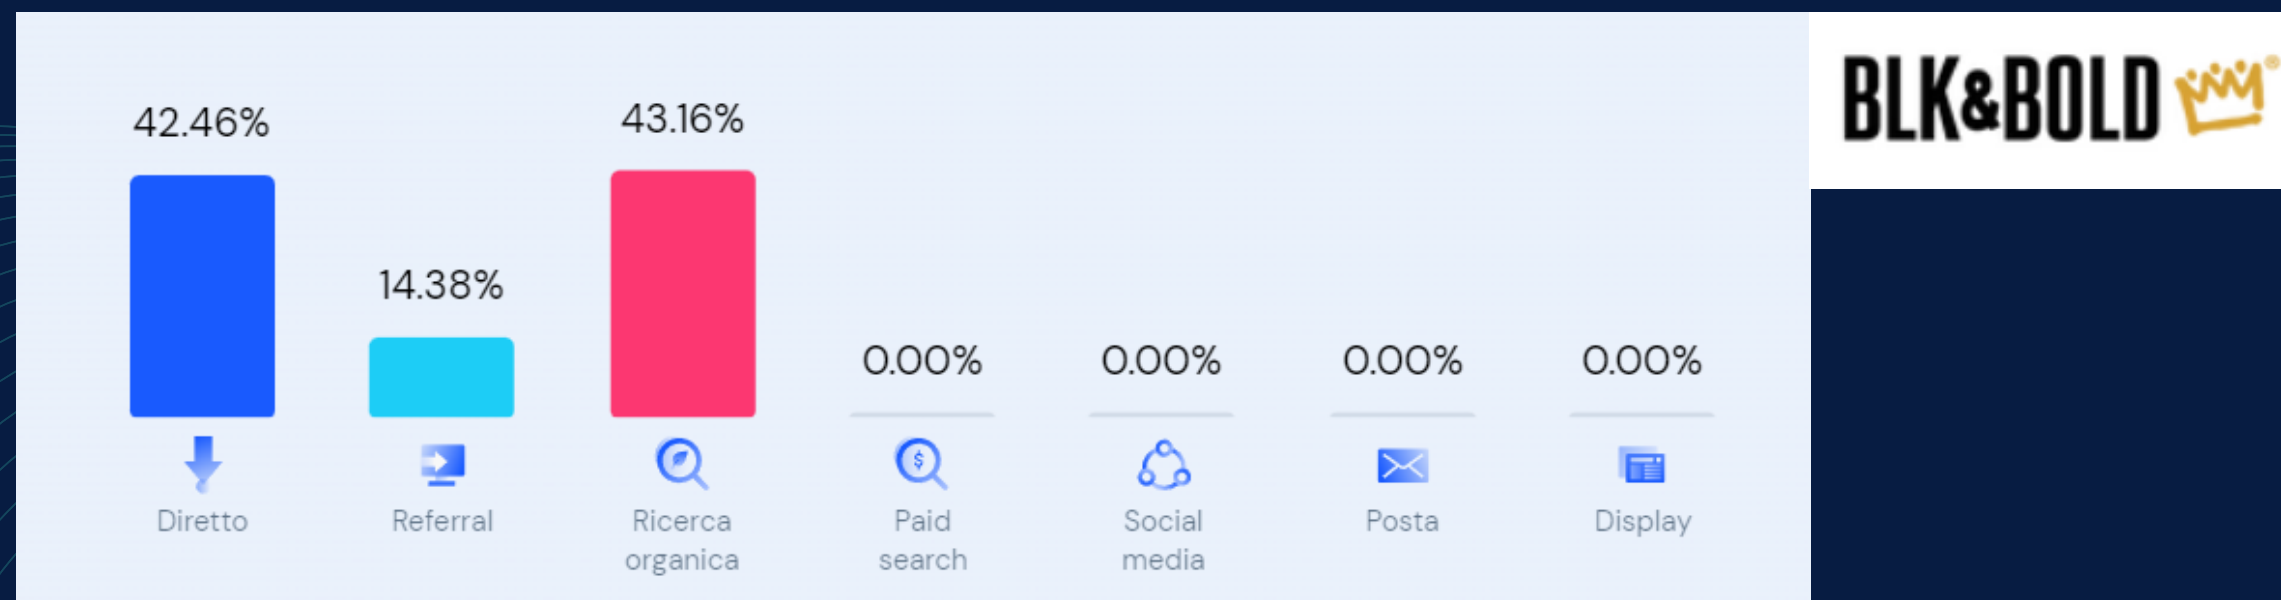 BLK&BOLD ®
42.46%
43.16%
14.38%
0.00% 0.00% 0.00% 0.00%
$
Diretto Referral Ricerca organica Paid search Social media Posta Display